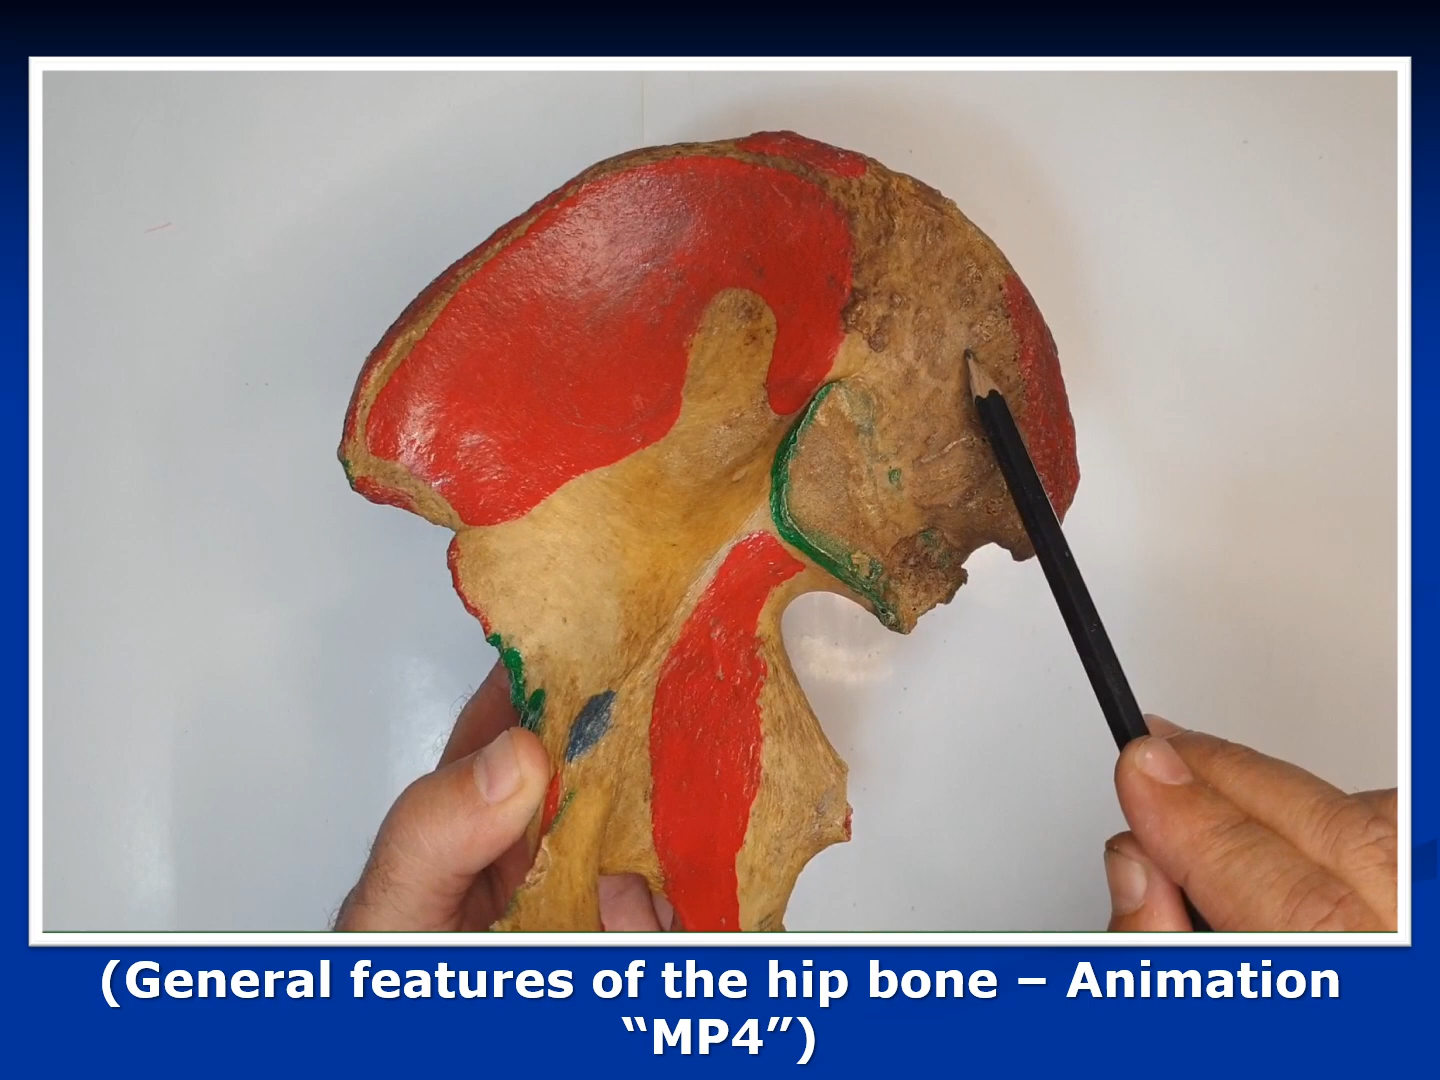 (General features of the hip bone – Animation
“MP4”)